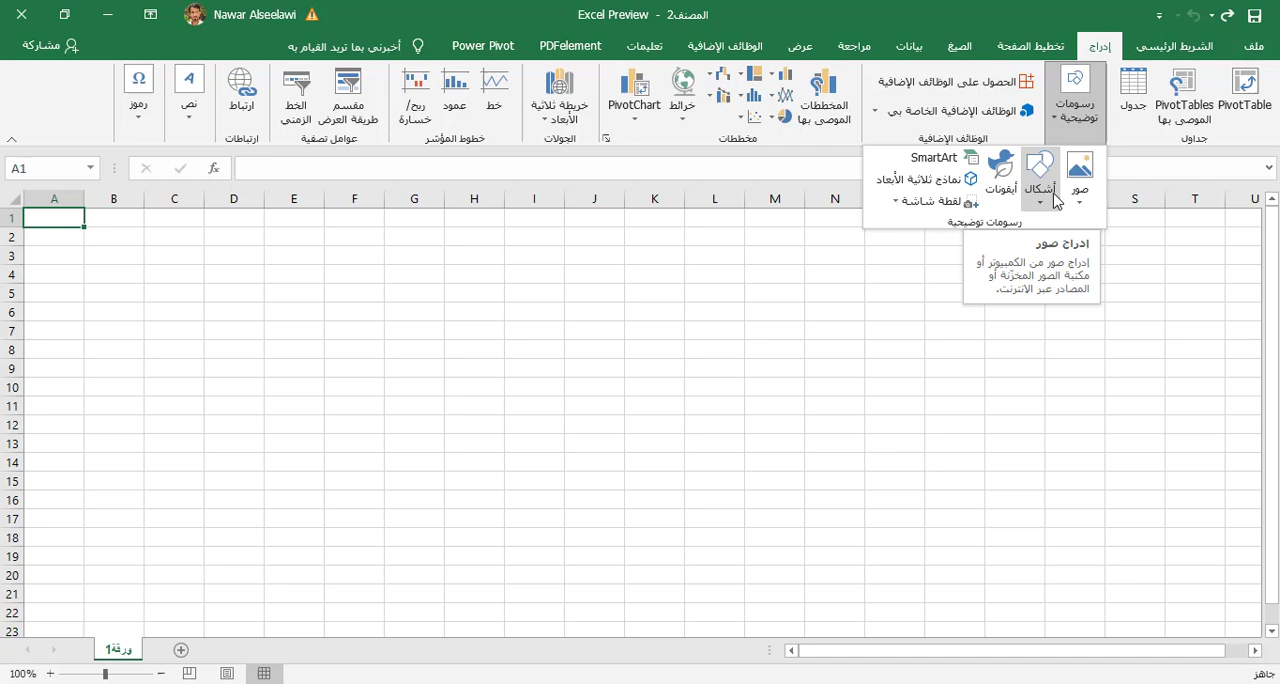 Nawar Alseelawi
المصنف2 - Excel Preview
ملف
الشريط الرئيسي
إدراج
تخطيط الصفحة
الصيغ
بيانات
مراجعة
عرض
الوظائف الإضافية
تعليمات
PDFelement
Power Pivot
أخبرني بما تريد القيام به
مشاركة
PivotTable
PivotTables
الموصى بها
جدول
جداول
رسومات
توضيحية
الحصول على الوظائف الإضافية
الوظائف الإضافية الخاصة بي
الوظائف الإضافية
المخططات
الموصى بها
خرائط
PivotChart
مخططات
خريطة ثلاثية
الأبعاد
الجولات
خط
عمود
ربح/
خسارة
خطوط المؤشر
مقسم
طريقة العرض
الخط
الزمني
عوامل تصفية
ارتباط
ارتباطات
نص
رموز
صور
أشكال
أيقونات
SmartArt
نماذج ثلاثية الأبعاد
لقطة شاشة
رسومات توضيحية
إدراج صور
إدراج صور من الكمبيوتر أو
مكتبة الصور المخزّنة أو
المصادر عبر الإنترنت.
A1
fx
A B C D E F G H I J K L M N S T U
1
2
3
4
5
6
7
8
9
10
11
12
13
14
15
16
17
18
19
20
21
22
23
ورقة1
100%
جاهز